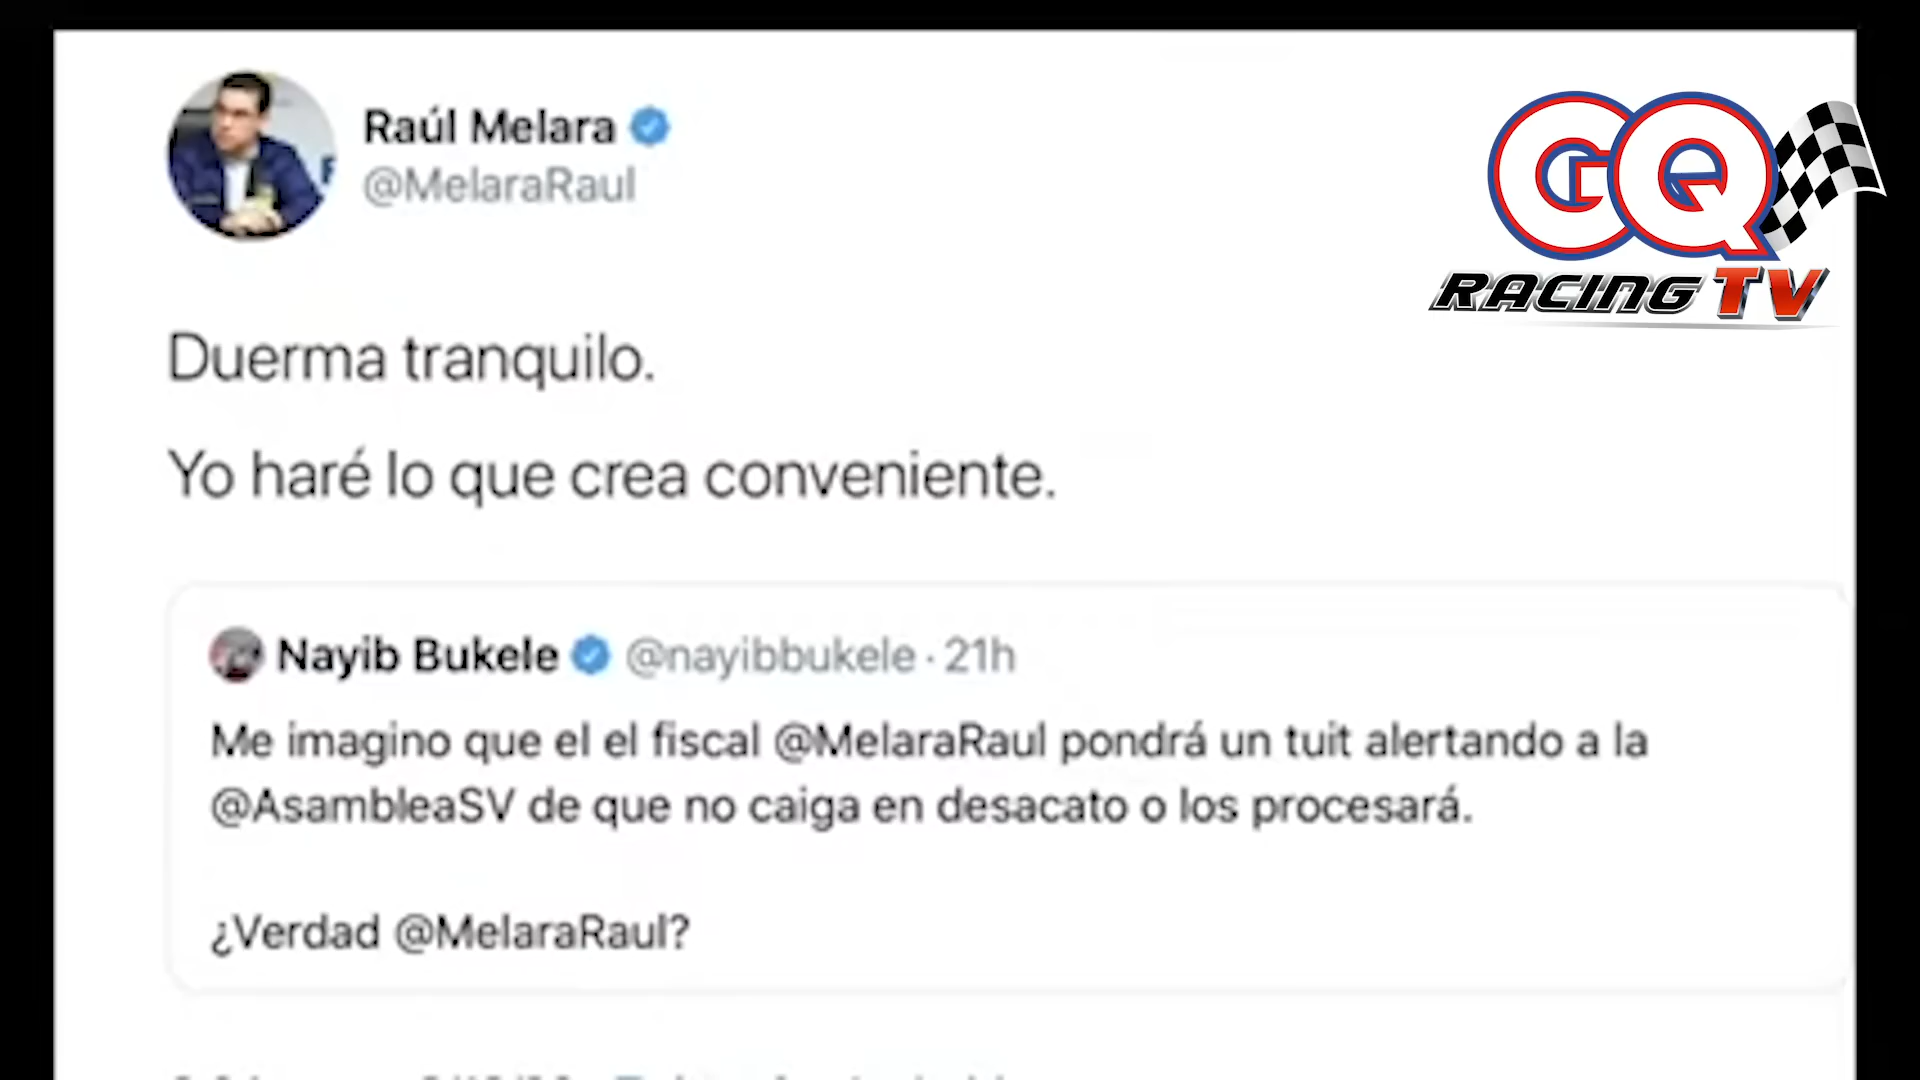 Raúl Melara
@MelaraRaul
GQ
RACING TV
Duerma tranquilo.
Yo haré lo que crea conveniente.
Nayib Bukele @nayibbukele · 21h
Me imagino que el el fiscal @MelaraRaul pondrá un tuit alertando a la
@AsambleaSV de que no caiga en desacato o los procesará.
¿Verdad @MelaraRaul?